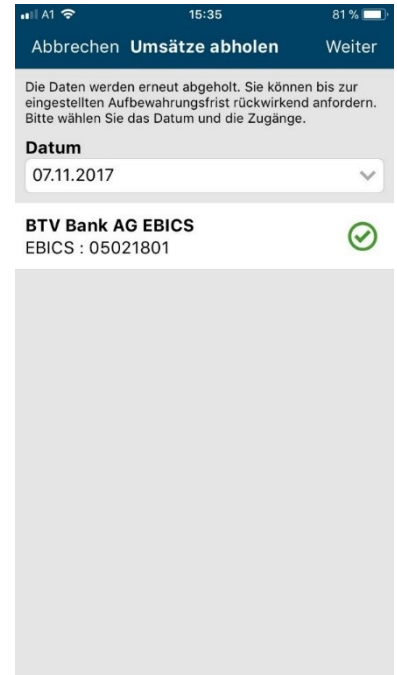 A1 15:35 81 %
Abbrechen Umsätze abholen Weiter
Die Daten werden erneut abgeholt. Sie können bis zur
eingestellten Aufbewahrungsfrist rückwirkend anfordern.
Bitte wählen Sie das Datum und die Zugänge.
Datum
07.11.2017
BTV Bank AG EBICS
EBICS : 05021801